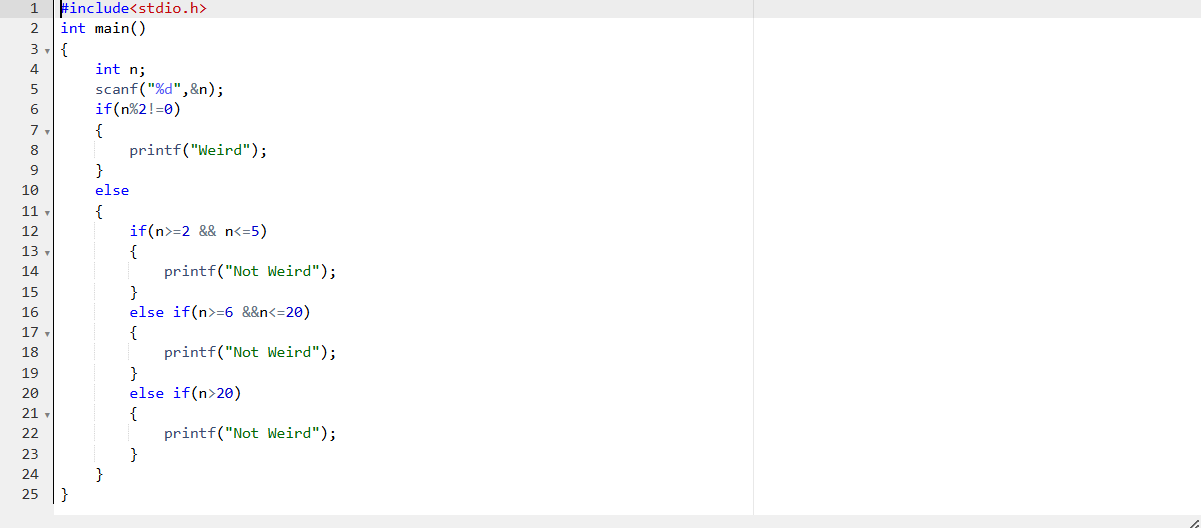 1 #include<stdio.h>
2 int main()
3 {
4     int n;
5     scanf("%d",&n);
6     if(n%2!=0)
7     {
8         printf("Weird");
9     }
10     else
11     {
12         if(n>=2 && n<=5)
13         {
14             printf("Not Weird");
15         }
16         else if(n>=6 &&n<=20)
17         {
18             printf("Not Weird");
19         }
20         else if(n>20)
21         {
22             printf("Not Weird");
23         }
24     }
25 }